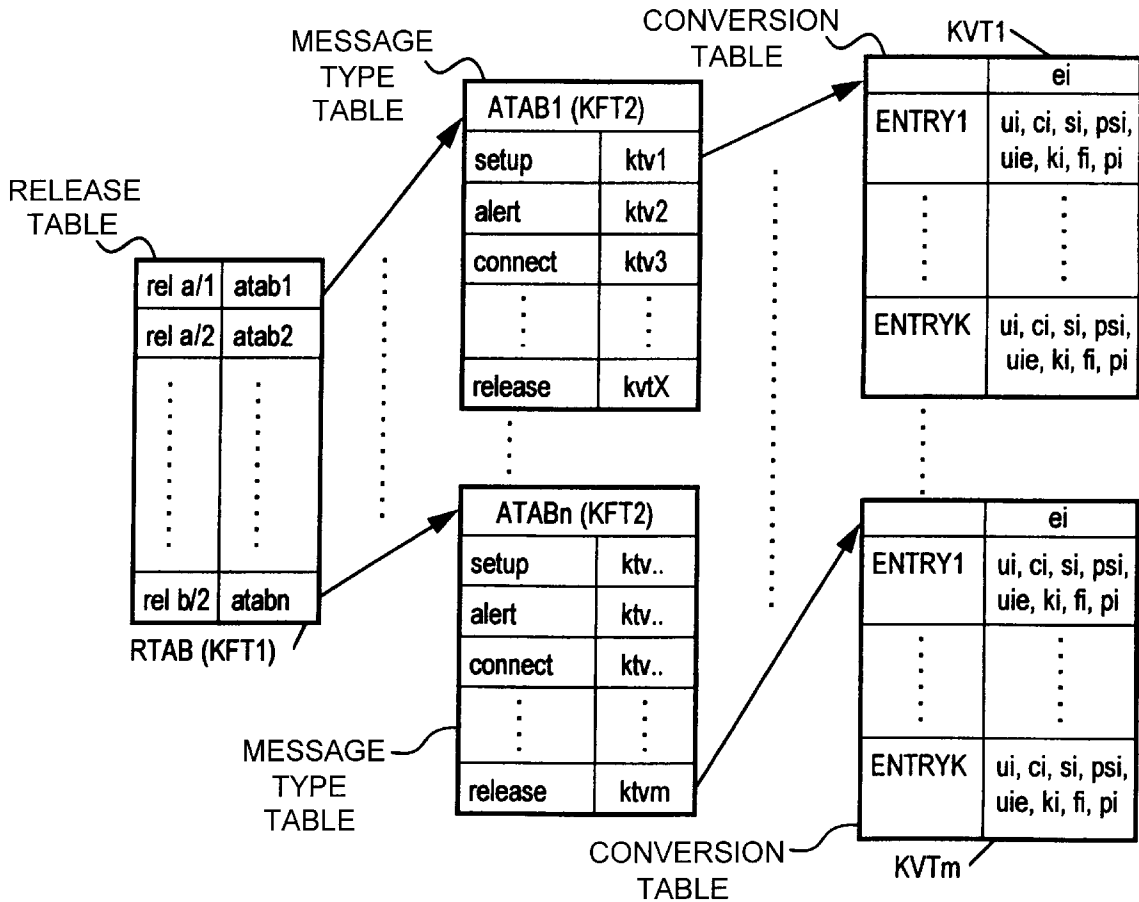 RELEASE
TABLE
rel a/1 atab1
rel a/2 atab2
rel b/2 atabn
RTAB (KFT1)
MESSAGE
TYPE
TABLE
ATAB1 (KFT2)
setup ktv1
alert ktv2
connect ktv3
release kvtX
ATABn (KFT2)
setup ktv..
alert ktv..
connect ktv..
release ktvm
MESSAGE
TYPE
TABLE
CONVERSION
TABLE
KVT1
ei
ENTRY1 ui, ci, si, psi,
uie, ki, fi, pi
ENTRYK ui, ci, si, psi,
uie, ki, fi, pi
ei
ENTRY1 ui, ci, si, psi,
uie, ki, fi, pi
ENTRYK ui, ci, si, psi,
uie, ki, fi, pi
CONVERSION
TABLE
KVTm